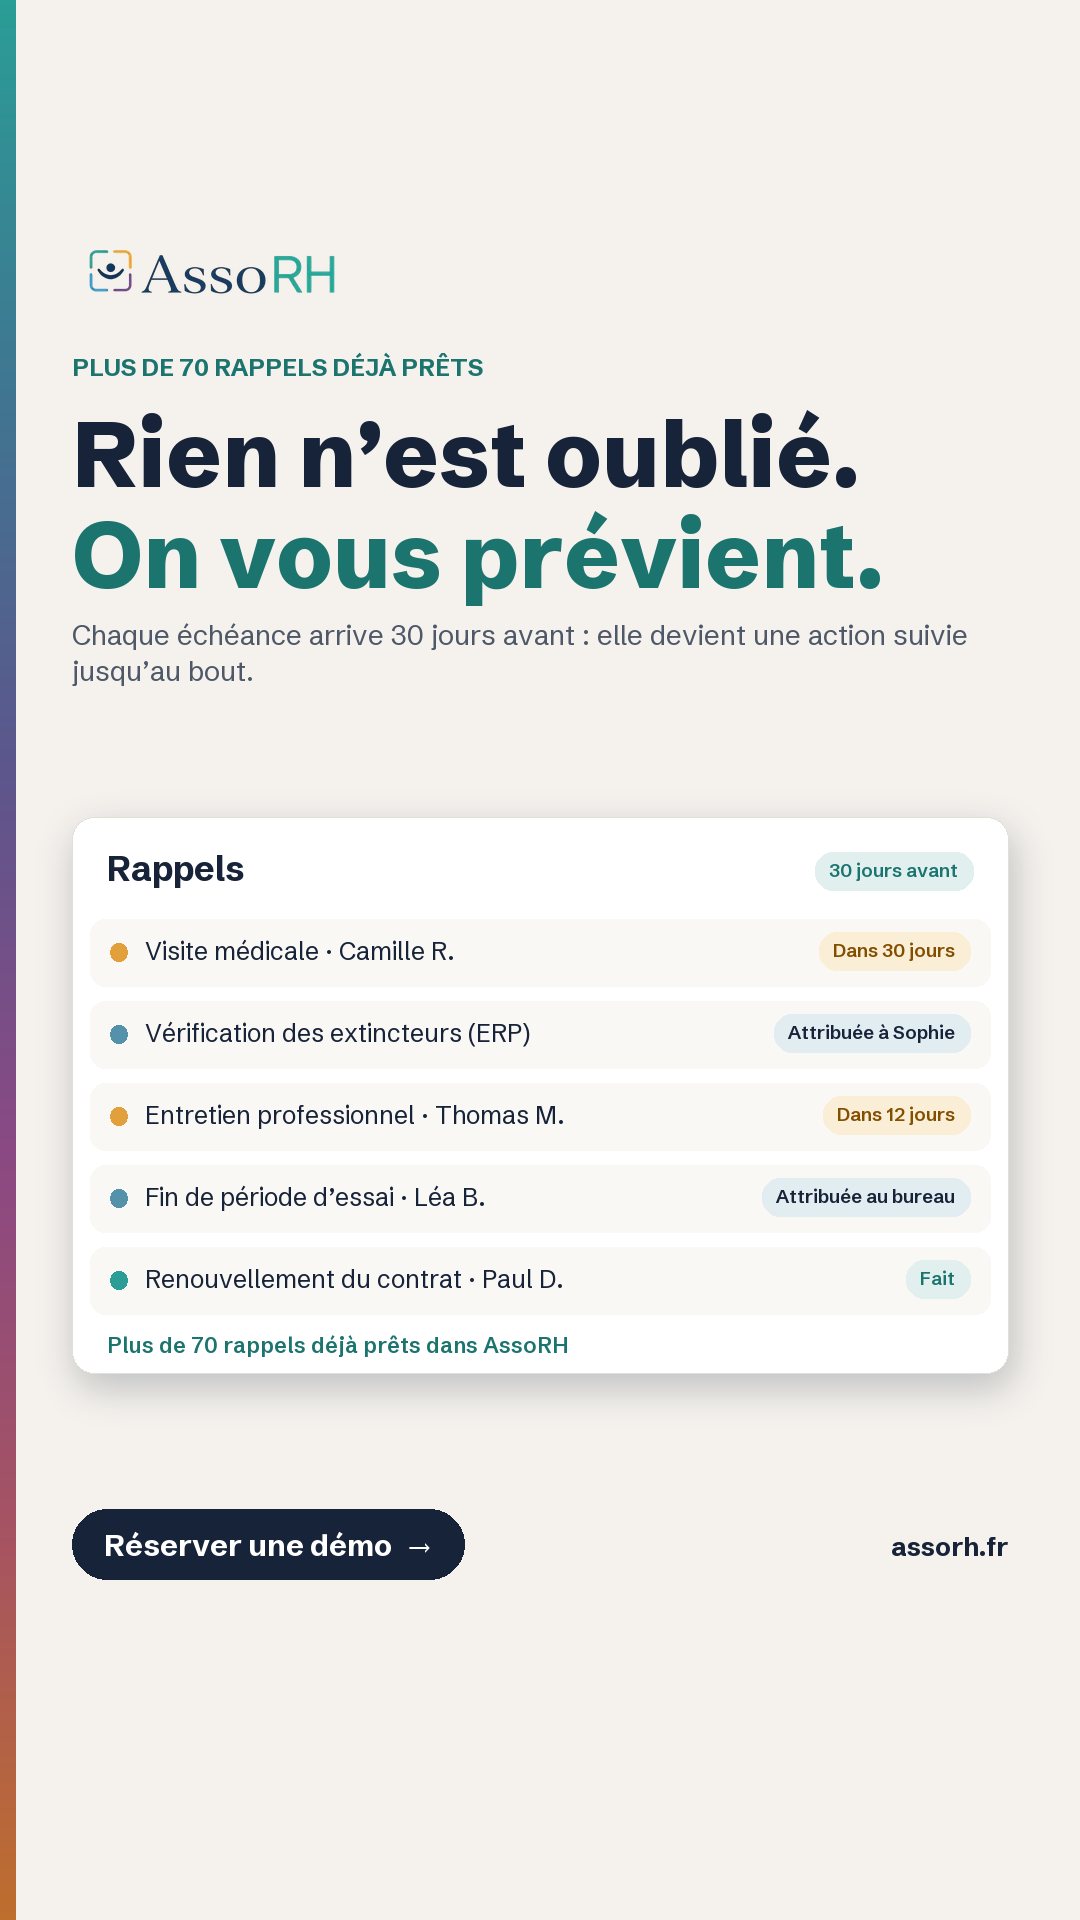 AssoRH
PLUS DE 70 RAPPELS DÉJÀ PRÊTS
Rien n’est oublié.
On vous prévient.
Chaque échéance arrive 30 jours avant : elle devient une action suivie
jusqu’au bout.
Rappels
30 jours avant
Visite médicale · Camille R.
Dans 30 jours
Vérification des extincteurs (ERP)
Attribuée à Sophie
Entretien professionnel · Thomas M.
Dans 12 jours
Fin de période d’essai · Léa B.
Attribuée au bureau
Renouvellement du contrat · Paul D.
Fait
Plus de 70 rappels déjà prêts dans AssoRH
Réserver une démo →
assorh.fr